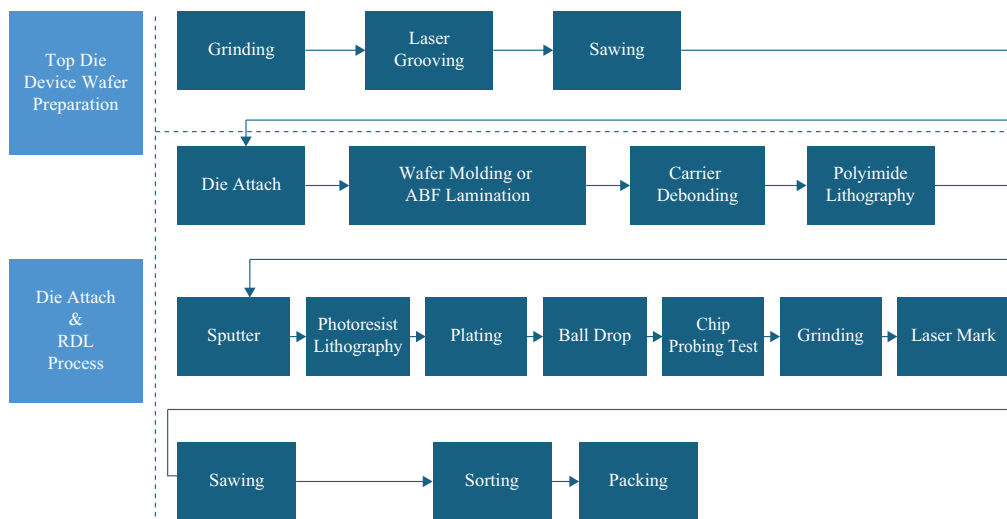 Top Die
Device Wafer
Preparation
Grinding
Laser
Grooving
Sawing
Die Attach
Wafer Molding or
ABF Lamination
Carrier
Debonding
Polyimide
Lithography
Die Attach
&
RDL
Process
Sputter
Photoresist
Lithography
Plating
Ball Drop
Chip
Probing Test
Grinding
Laser Mark
Sawing
Sorting
Packing